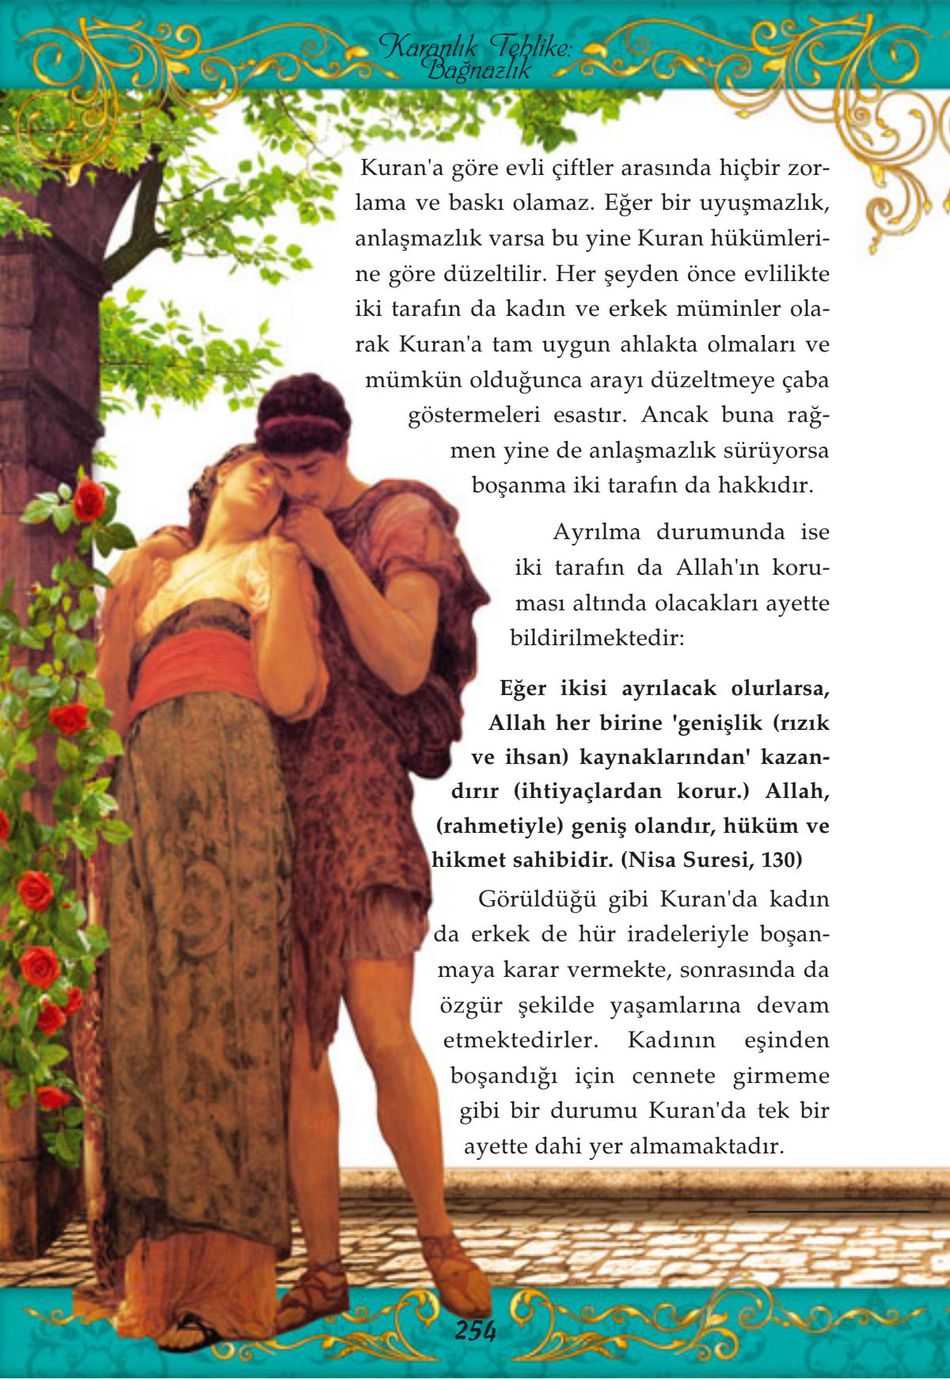 Karanlık Tehlike:
Bağnazlık
Kuran'a göre evli çiftler arasında hiçbir zor-
lama ve baskı olamaz. Eğer bir uyuşmazlık,
anlaşmazlık varsa bu yine Kuran hükümleri-
ne göre düzeltilir. Her şeyden önce evlilikte
iki tarafın da kadın ve erkek müminler ola-
rak Kuran'a tam uygun ahlakta olmaları ve
mümkün olduğunca arayı düzeltmeye çaba
göstermeleri esastır. Ancak buna rağ-
men yine de anlaşmazlık sürüyorsa
boşanma iki tarafın da hakkıdır.
Ayrılma durumunda ise
iki tarafın da Allah'ın koru-
ması altında olacakları ayette
bildirilmektedir:
Eğer ikisi ayrılacak olurlarsa,
Allah her birine 'genişlik (rızık
ve ihsan) kaynaklarından' kazan-
dırır (ihtiyaçlardan korur.) Allah,
(rahmetiyle) geniş olandır, hüküm ve
hikmet sahibidir. (Nisa Suresi, 130)
Görüldüğü gibi Kuran'da kadın
da erkek de hür iradeleriyle boşan-
maya karar vermekte, sonrasında da
özgür şekilde yaşamlarına devam
etmektedirler. Kadının eşinden
boşandığı için cennete girmeme
gibi bir durumu Kuran'da tek bir
ayette dahi yer almamaktadır.
254